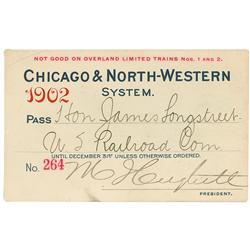 NOT GOOD ON OVERLAND LIMITED TRAINS NOS. 1 AND 2.
CHICAGO & NORTH-WESTERN
1902 SYSTEM.
PASS Hon James Longstreet-
U S Railroad Com
UNTIL DECEMBER 31ST UNLESS OTHERWISE ORDERED.
No. 264 M Hughitt
PRESIDENT.